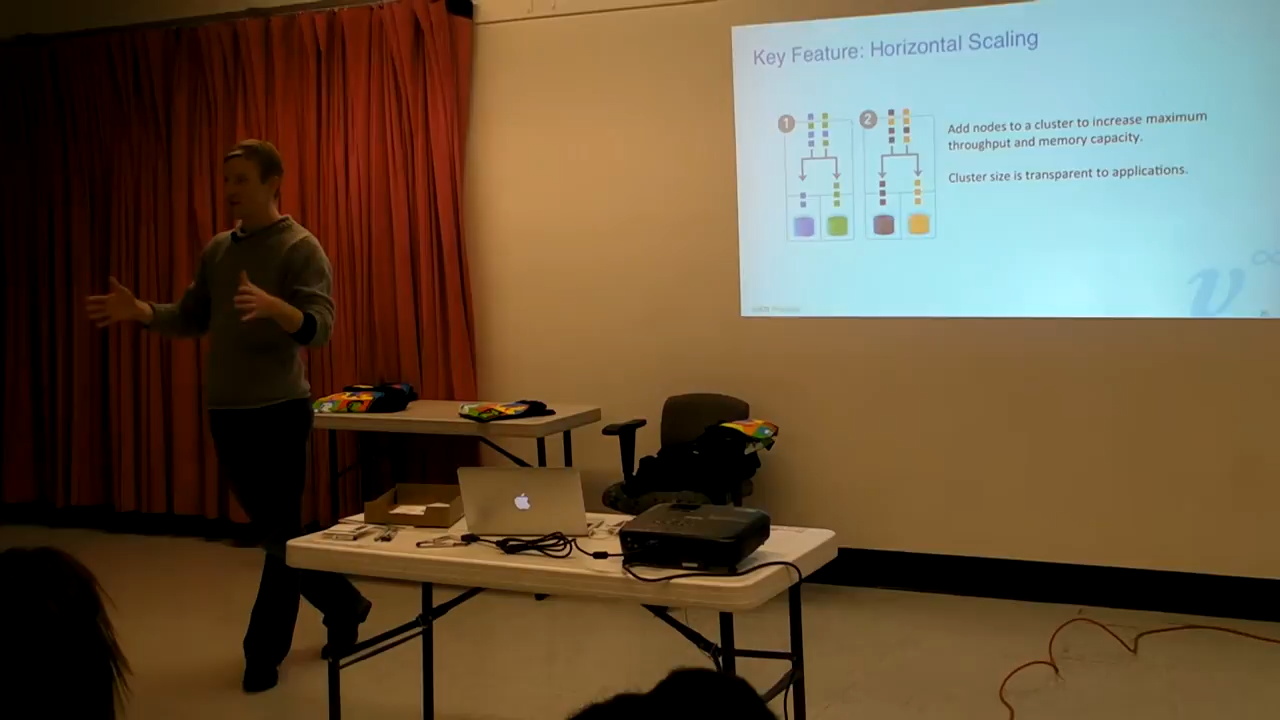 Key Feature: Horizontal Scaling
1
2
Add nodes to a cluster to increase maximum
throughput and memory capacity.
Cluster size is transparent to applications.
v∞